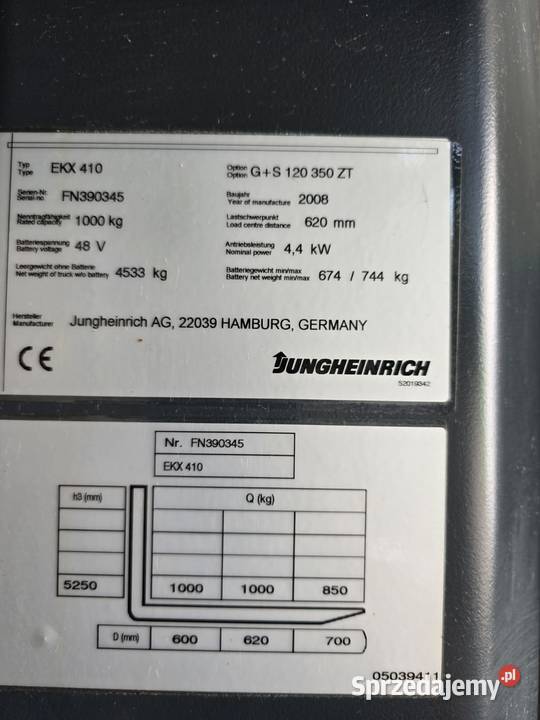 Typ
Type EKX 410
Option
Option G+S 120 350 ZT
Serien-Nr.
Serial no. FN390345
Baujahr
Year of manufacture 2008
Nenntragfähigkeit
Rated capacity 1000 kg
Lastschwerpunkt
Load centre distance 620 mm
Batteriespannung
Battery voltage 48 V
Antriebsleistung
Nominal power 4,4 kW
Leergewicht ohne Batterie
Net weight of truck w/o battery 4533 kg
Batteriegewicht min/max
Battery net weight min/max 674 / 744 kg
Hersteller
Manufacturer Jungheinrich AG, 22039 HAMBURG, GERMANY
CE
JUNGHEINRICH
52019342
Nr. FN390345
EKX 410
h3 (mm) Q (kg)
5250 1000 1000 850
D (mm) 600 620 700
05039411
Sprzedajemy.pl